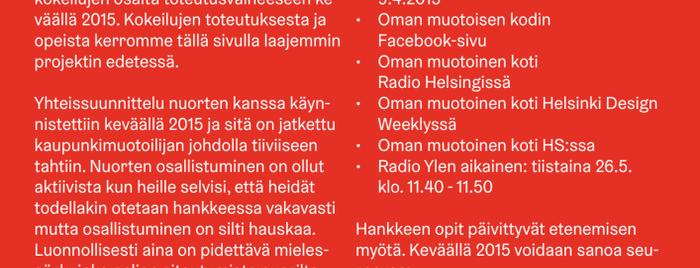 kokeilujen osalta toteutusvaiheeseen ke-
väällä 2015. Kokeilujen toteutuksesta ja
opeista kerromme tällä sivulla laajemmin
projektin edetessä.
Yhteissuunnittelu nuorten kanssa käyn-
nistettiin keväällä 2015 ja sitä on jatkettu
kaupunkimuotoilijan johdolla tiiviiseen
tahtiin. Nuorten osallistuminen on ollut
aktiivista kun heille selvisi, että heidät
todellakin otetaan hankkeessa vakavasti
mutta osallistuminen on silti hauskaa.
Luonnollisesti aina on pidettävä mieles-
9.4.2015
• Oman muotoisen kodin
Facebook-sivu
• Oman muotoinen koti
Radio Helsingissä
• Oman muotoinen koti Helsinki Design
Weeklyssä
• Oman muotoinen koti HS:ssa
• Radio Ylen aikainen: tiistaina 26.5.
klo. 11.40 - 11.50
Hankkeen opit päivittyvät etenemisen
myötä. Keväällä 2015 voidaan sanoa seu-